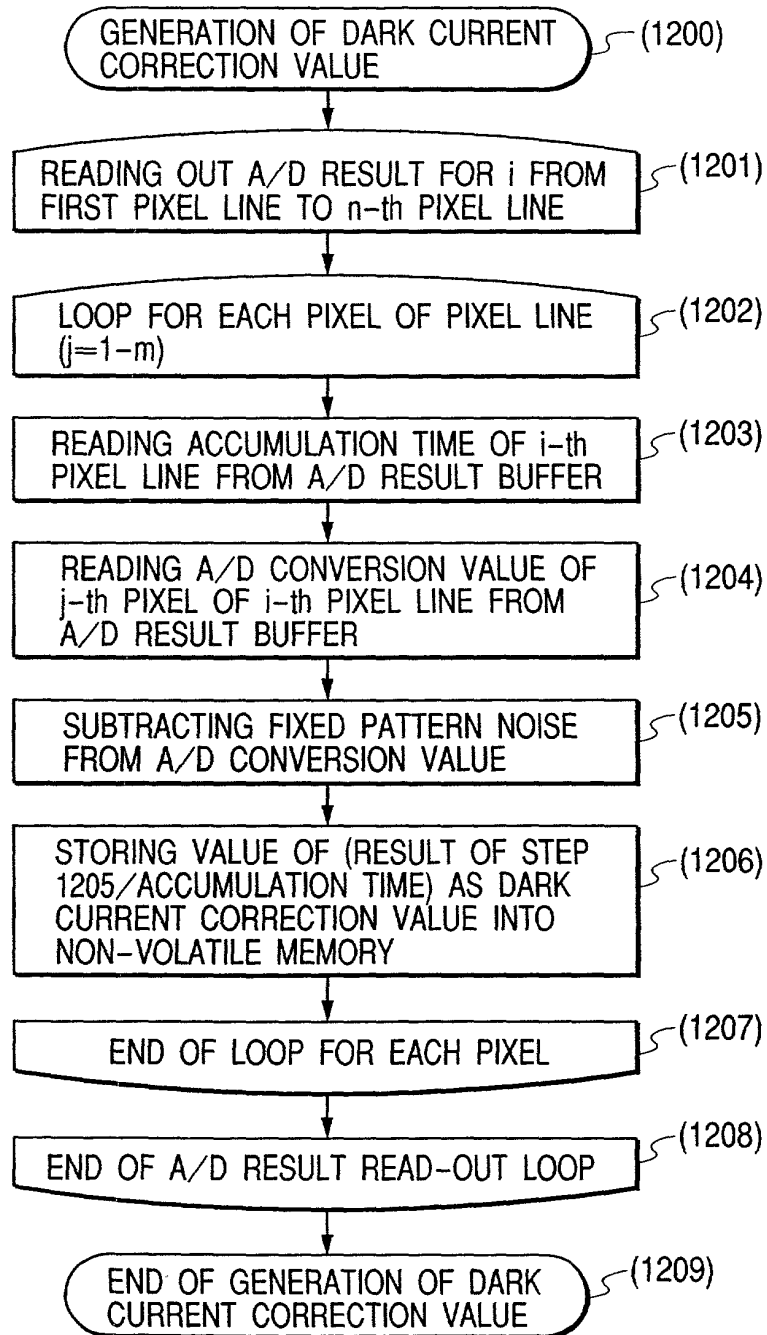 GENERATION OF DARK CURRENT
CORRECTION VALUE
(1200)
READING OUT A/D RESULT FOR i FROM
FIRST PIXEL LINE TO n-th PIXEL LINE
(1201)
LOOP FOR EACH PIXEL OF PIXEL LINE
(j=1-m)
(1202)
READING ACCUMULATION TIME OF i-th
PIXEL LINE FROM A/D RESULT BUFFER
(1203)
READING A/D CONVERSION VALUE OF
j-th PIXEL OF i-th PIXEL LINE FROM
A/D RESULT BUFFER
(1204)
SUBTRACTING FIXED PATTERN NOISE
FROM A/D CONVERSION VALUE
(1205)
STORING VALUE OF (RESULT OF STEP
1205/ACCUMULATION TIME) AS DARK
CURRENT CORRECTION VALUE INTO
NON-VOLATILE MEMORY
(1206)
END OF LOOP FOR EACH PIXEL
(1207)
END OF A/D RESULT READ-OUT LOOP
(1208)
END OF GENERATION OF DARK
CURRENT CORRECTION VALUE
(1209)